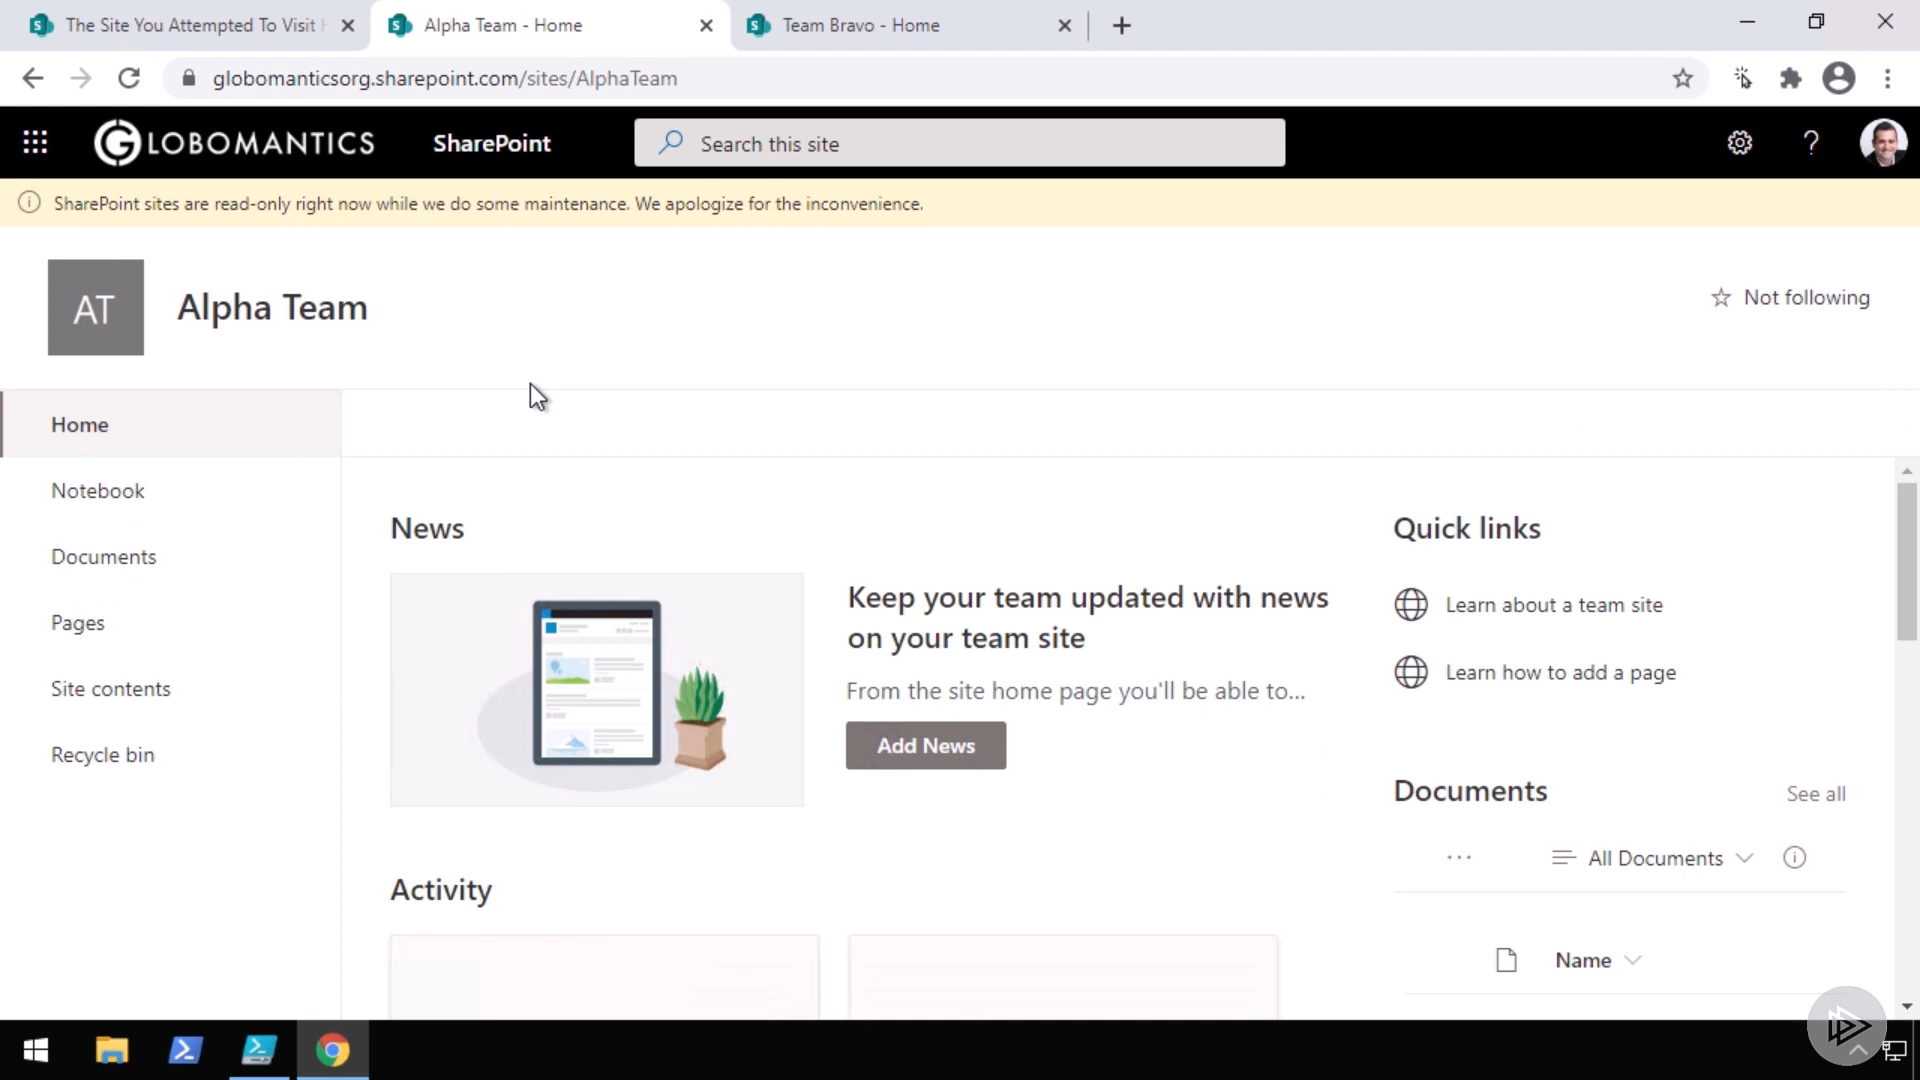 The Site You Attempted To Visit H
Alpha Team - Home
Team Bravo - Home
globomanticsorg.sharepoint.com/sites/AlphaTeam
GLOBOMANTICS
SharePoint
Search this site
SharePoint sites are read-only right now while we do some maintenance. We apologize for the inconvenience.
AT
Alpha Team
Not following
Home
Notebook
Documents
Pages
Site contents
Recycle bin
News
Keep your team updated with news
on your team site
From the site home page you'll be able to...
Add News
Activity
Quick links
Learn about a team site
Learn how to add a page
Documents
See all
All Documents
Name